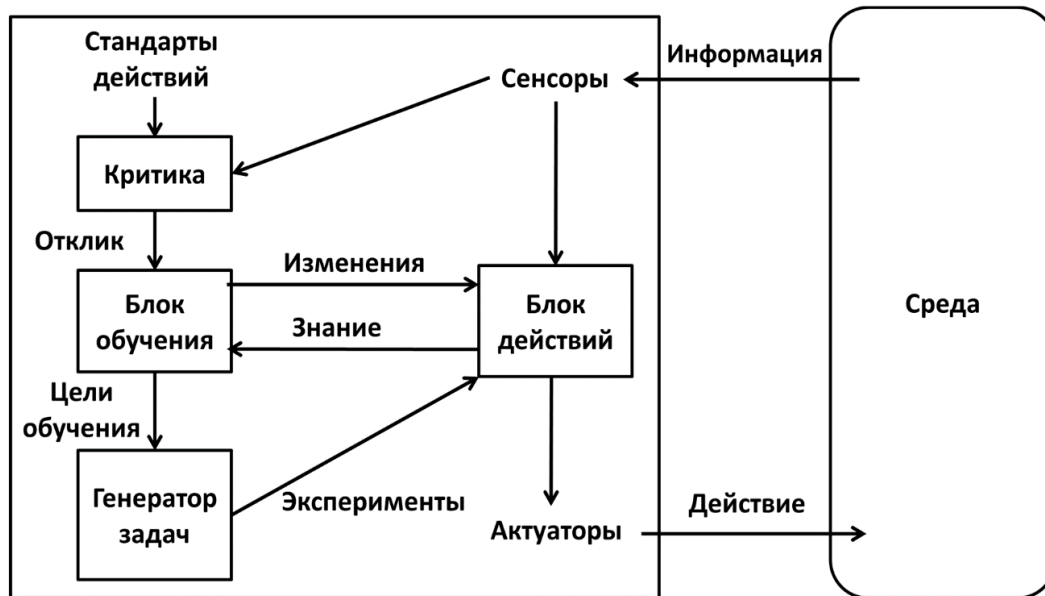 Стандарты
действий
Информация
Сенсоры
Критика
Отклик
Изменения
Блок
обучения
Знание
Блок
действий
Среда
Цели
обучения
Генератор
задач
Эксперименты
Актуаторы
Действие